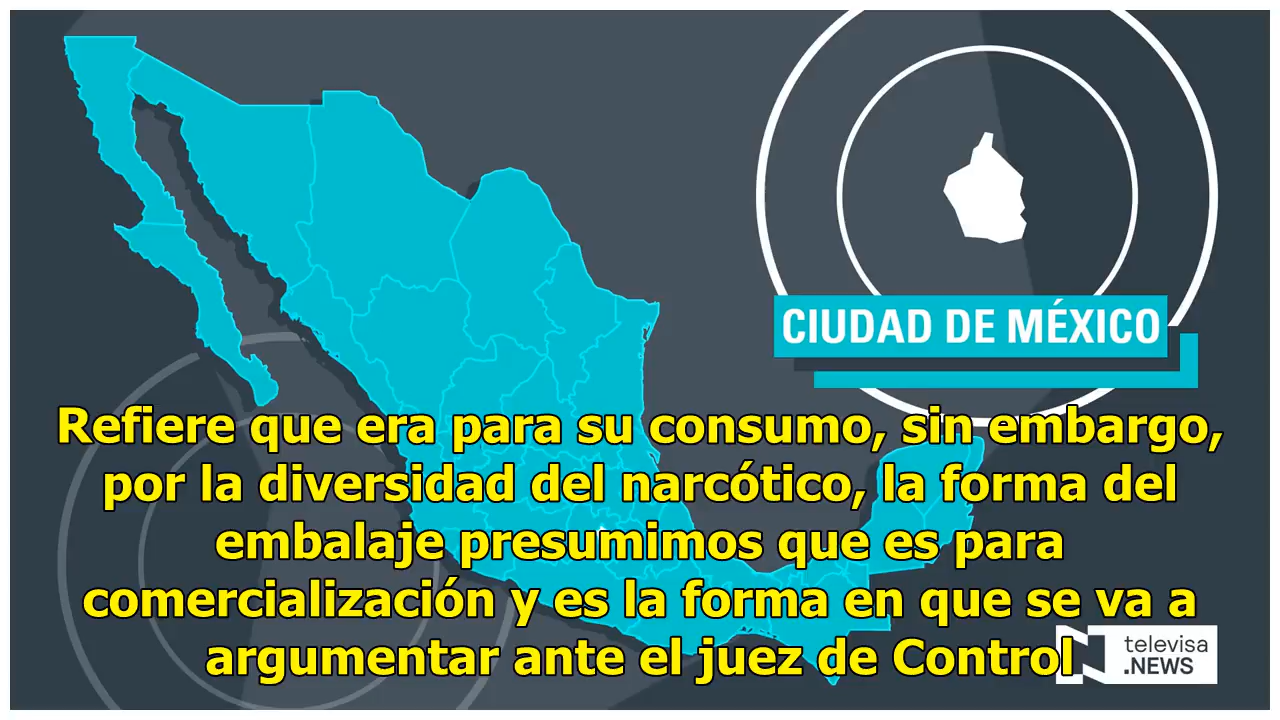 CIUDAD DE MÉXICO
Refiere que era para su consumo, sin embargo,
por la diversidad del narcótico, la forma del
embalaje presumimos que es para
comercialización y es la forma en que se va a
argumentar ante el juez de Control
televisa
.NEWS